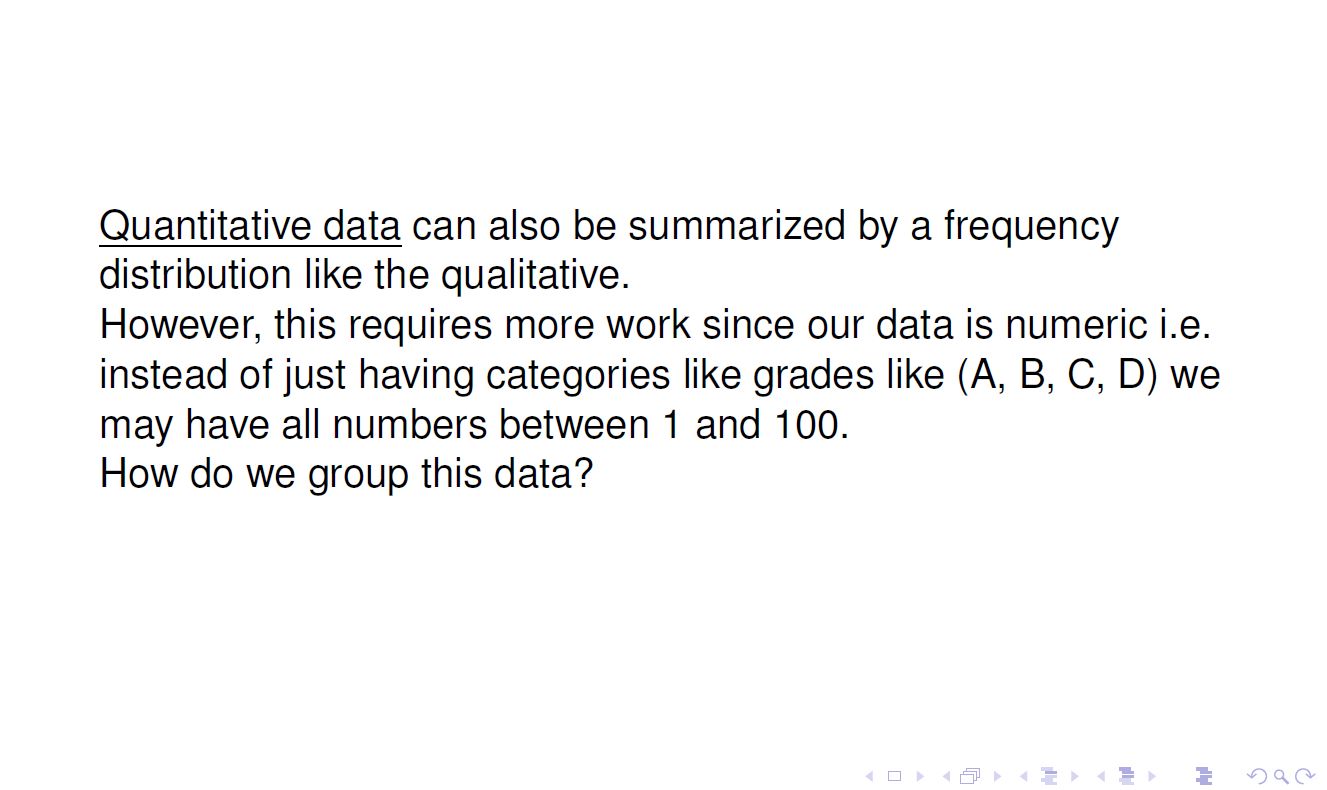 Quantitative data can also be summarized by a frequency
distribution like the qualitative.
However, this requires more work since our data is numeric i.e.
instead of just having categories like grades like (A, B, C, D) we
may have all numbers between 1 and 100.
How do we group this data?